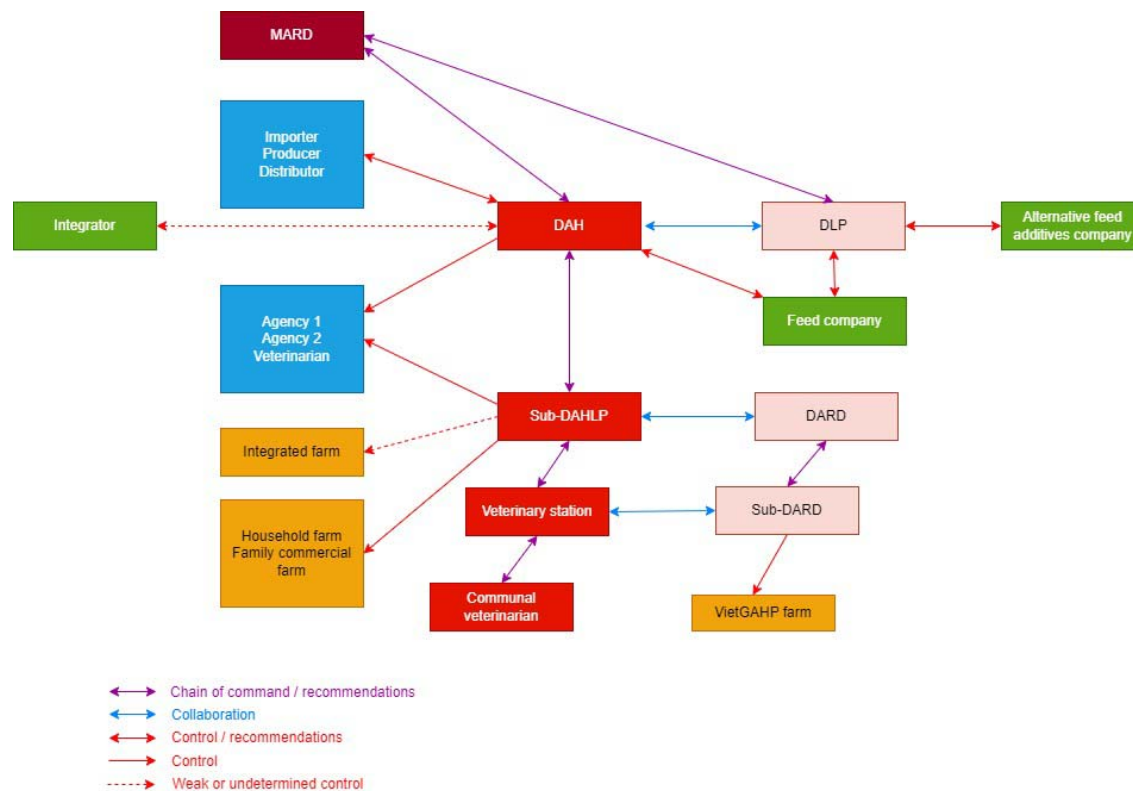 MARD
Importer
Producer
Distributor
Integrator
DAH
DLP
Alternative feed
additives company
Agency 1
Agency 2
Veterinarian
Feed company
Sub-DAHLP
DARD
Integrated farm
Veterinary station
Sub-DARD
Household farm
Family commercial
farm
Communal
veterinarian
VietGAHP farm
Chain of command / recommendations
Collaboration
Control / recommendations
Control
Weak or undetermined control